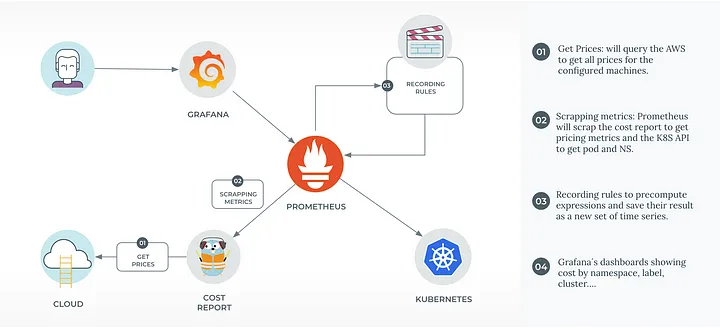 GRAFANA
03
RECORDING
RULES
PROMETHEUS
02
SCRAPPING
METRICS
01
GET
PRICES
CLOUD
COST
REPORT
KUBERNETES
01
Get Prices: will query the AWS
to get all prices for the
configured machines.
02
Scrapping metrics: Prometheus
will scrap the cost report to get
pricing metrics and the K8S API
to get pod and NS.
03
Recording rules to precompute
expressions and save their result
as a new set of time series.
04
Grafana´s dashboards showing
cost by namespace, label,
cluster....